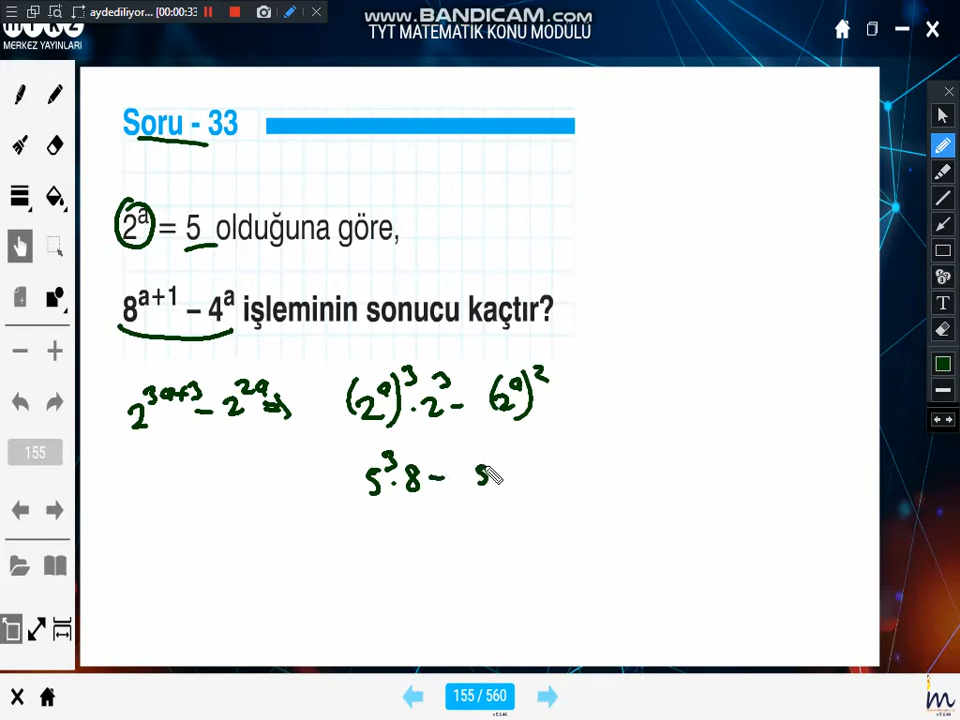 aydediliyor... [00:00:33
www.BANDICAM.com
MERKEZ YAYINLARI
TYT MATEMATİK KONU MODULÜ
Soru - 33
2^a = 5 olduğuna göre,
8^{a+1} – 4^a işleminin sonucu kaçtır?
2^{3a+3} - 2^{2a} ⇒ (2^a)^3 . 2^3 - (2^a)^2
5^3 . 8 - 5
155
155 / 560